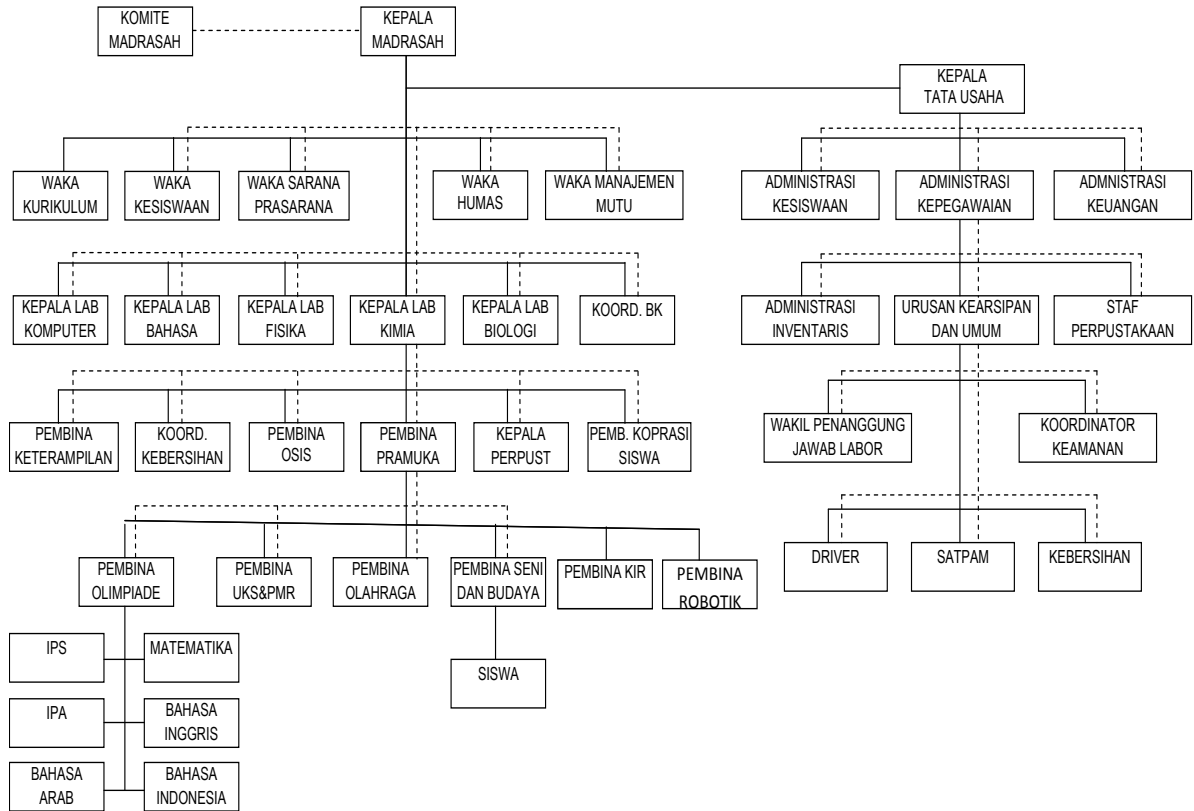 KOMITE
MADRASAH
KEPALA
MADRASAH
KEPALA
TATA USAHA
WAKA
KURIKULUM
WAKA
KESISWAAN
WAKA SARANA
PRASARANA
WAKA
HUMAS
WAKA MANAJEMEN
MUTU
ADMINISTRASI
KESISWAAN
ADMINISTRASI
KEPEGAWAIAN
ADMNISTRASI
KEUANGAN
KEPALA LAB
KOMPUTER
KEPALA LAB
BAHASA
KEPALA LAB
FISIKA
KEPALA LAB
KIMIA
KEPALA LAB
BIOLOGI
KOORD. BK
ADMINISTRASI
INVENTARIS
URUSAN KEARSIPAN
DAN UMUM
STAF
PERPUSTAKAAN
PEMBINA
KETERAMPILAN
KOORD.
KEBERSIHAN
PEMBINA
OSIS
PEMBINA
PRAMUKA
KEPALA
PERPUST
PEMB. KOPRASI
SISWA
WAKIL PENANGGUNG
JAWAB LABOR
KOORDINATOR
KEAMANAN
PEMBINA
OLIMPIADE
PEMBINA
UKS&PMR
PEMBINA
OLAHRAGA
PEMBINA SENI
DAN BUDAYA
PEMBINA KIR
PEMBINA
ROBOTIK
DRIVER
SATPAM
KEBERSIHAN
IPS
MATEMATIKA
SISWA
IPA
BAHASA
INGGRIS
BAHASA
ARAB
BAHASA
INDONESIA